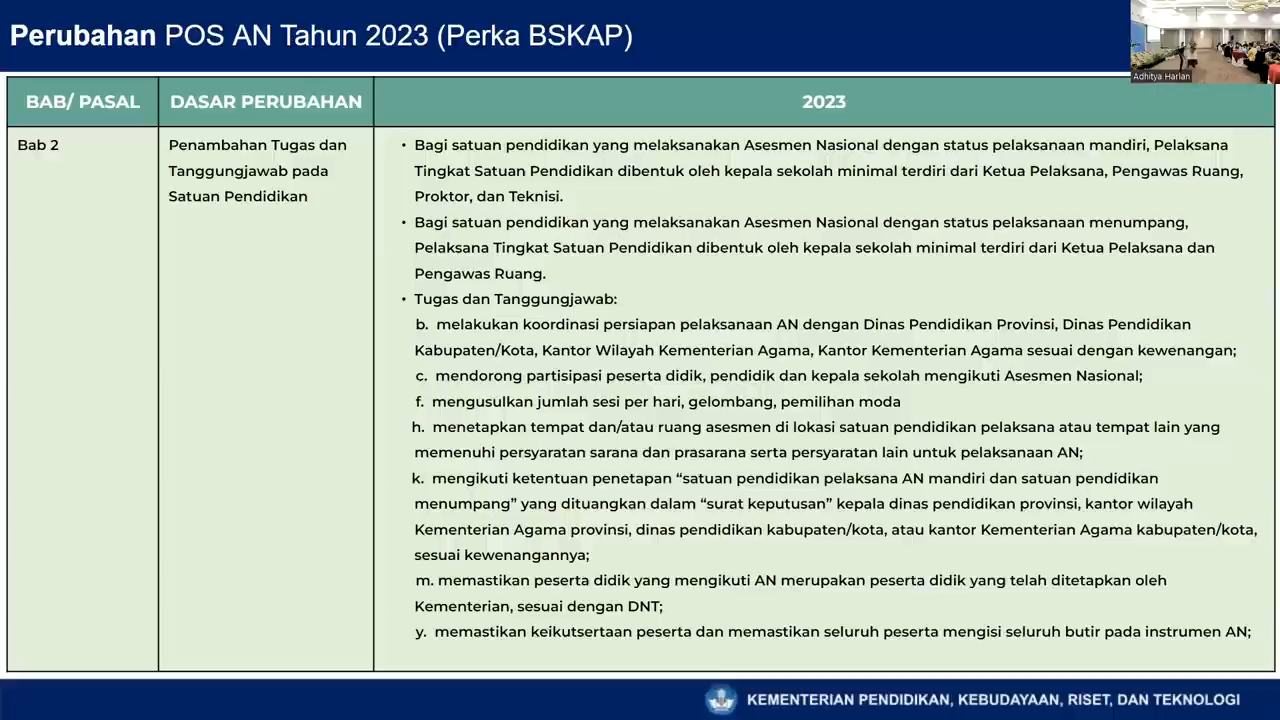 Perubahan POS AN Tahun 2023 (Perka BSKAP)
Adhitya Harlan
BAB/ PASAL
DASAR PERUBAHAN
2023
Bab 2
Penambahan Tugas dan
Tanggungjawab pada
Satuan Pendidikan
• Bagi satuan pendidikan yang melaksanakan Asesmen Nasional dengan status pelaksanaan mandiri, Pelaksana
Tingkat Satuan Pendidikan dibentuk oleh kepala sekolah minimal terdiri dari Ketua Pelaksana, Pengawas Ruang,
Proktor, dan Teknisi.
• Bagi satuan pendidikan yang melaksanakan Asesmen Nasional dengan status pelaksanaan menumpang,
Pelaksana Tingkat Satuan Pendidikan dibentuk oleh kepala sekolah minimal terdiri dari Ketua Pelaksana dan
Pengawas Ruang.
• Tugas dan Tanggungjawab:
b. melakukan koordinasi persiapan pelaksanaan AN dengan Dinas Pendidikan Provinsi, Dinas Pendidikan
Kabupaten/Kota, Kantor Wilayah Kementerian Agama, Kantor Kementerian Agama sesuai dengan kewenangan;
c. mendorong partisipasi peserta didik, pendidik dan kepala sekolah mengikuti Asesmen Nasional;
f. mengusulkan jumlah sesi per hari, gelombang, pemilihan moda
h. menetapkan tempat dan/atau ruang asesmen di lokasi satuan pendidikan pelaksana atau tempat lain yang
memenuhi persyaratan sarana dan prasarana serta persyaratan lain untuk pelaksanaan AN;
k. mengikuti ketentuan penetapan “satuan pendidikan pelaksana AN mandiri dan satuan pendidikan
menumpang” yang dituangkan dalam “surat keputusan” kepala dinas pendidikan provinsi, kantor wilayah
Kementerian Agama provinsi, dinas pendidikan kabupaten/kota, atau kantor Kementerian Agama kabupaten/kota,
sesuai kewenangannya;
m. memastikan peserta didik yang mengikuti AN merupakan peserta didik yang telah ditetapkan oleh
Kementerian, sesuai dengan DNT;
y. memastikan keikutsertaan peserta dan memastikan seluruh peserta mengisi seluruh butir pada instrumen AN;
KEMENTERIAN PENDIDIKAN, KEBUDAYAAN, RISET, DAN TEKNOLOGI